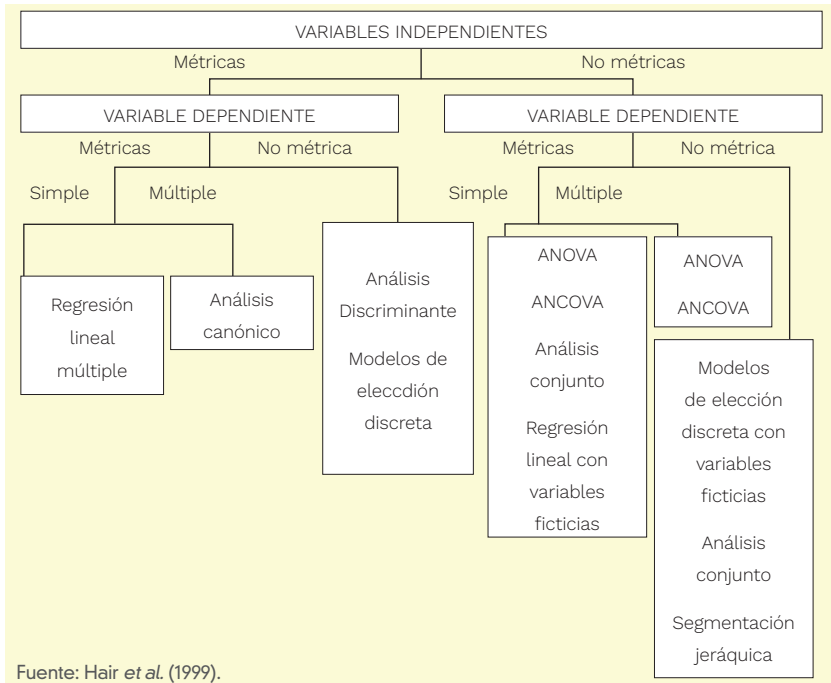 VARIABLES INDEPENDIENTES
Métricas
No métricas
VARIABLE DEPENDIENTE
VARIABLE DEPENDIENTE
Métricas
No métrica
Métricas
No métrica
Simple
Múltiple
Simple
Múltiple
Regresión
lineal
múltiple
Análisis
canónico
Análisis
Discriminante
Modelos de
eleccdión
discreta
ANOVA
ANCOVA
Análisis
conjunto
Regresión
lineal con
variables
ficticias
ANOVA
ANCOVA
Modelos
de elección
discreta con
variables
ficticias
Análisis
conjunto
Segmentación
jeráquica
Fuente: Hair et al. (1999).